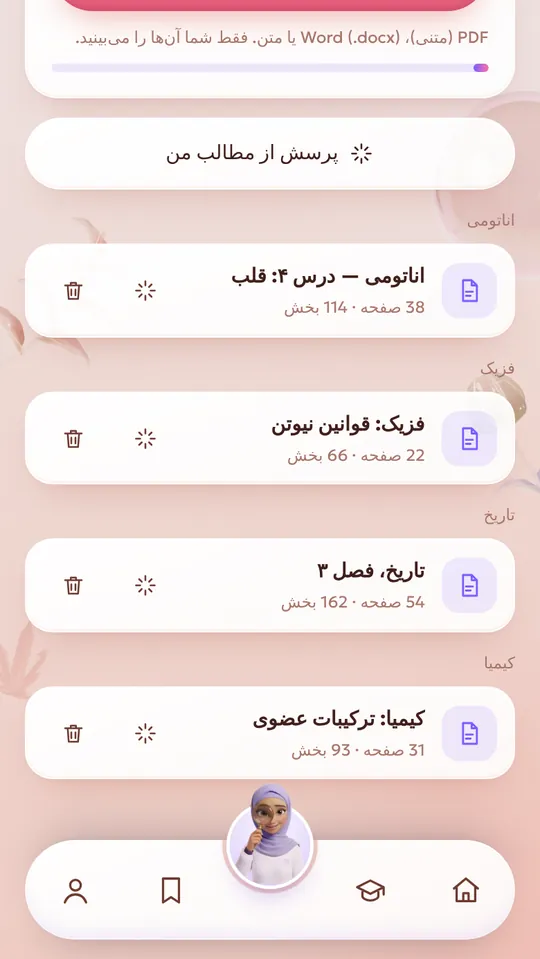 PDF (متنی)، Word (.docx) یا متن. فقط شما آن‌ها را می‌بینید.
پرسش از مطالب من
اناتومی
اناتومی — درس ۴: قلب
38 صفحه · 114 بخش
فزیک
فزیک: قوانین نیوتن
22 صفحه · 66 بخش
تاریخ
تاریخ، فصل ۳
54 صفحه · 162 بخش
کیمیا
کیمیا: ترکیبات عضوی
31 صفحه · 93 بخش